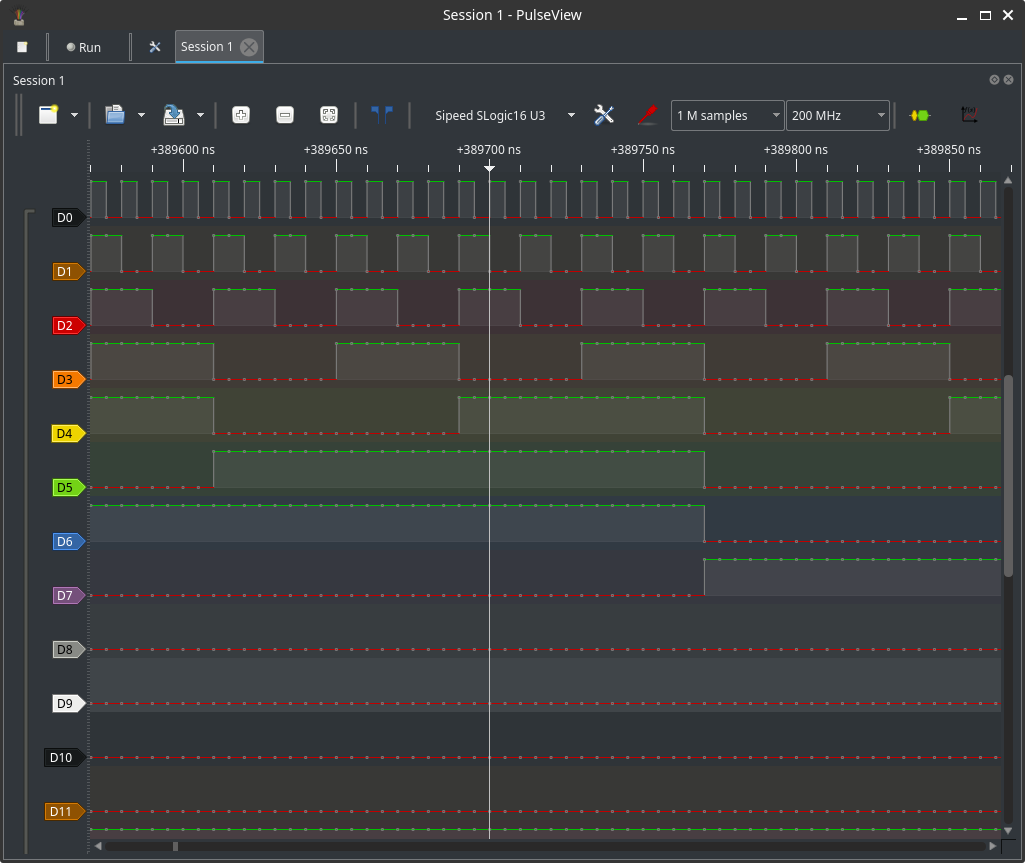 Session 1 - PulseView
Run
Session 1
Session 1
Sipeed SLogic16 U3
1 M samples
200 MHz
+389600 ns
+389650 ns
+389700 ns
+389750 ns
+389800 ns
+389850 ns
D0
D1
D2
D3
D4
D5
D6
D7
D8
D9
D10
D11